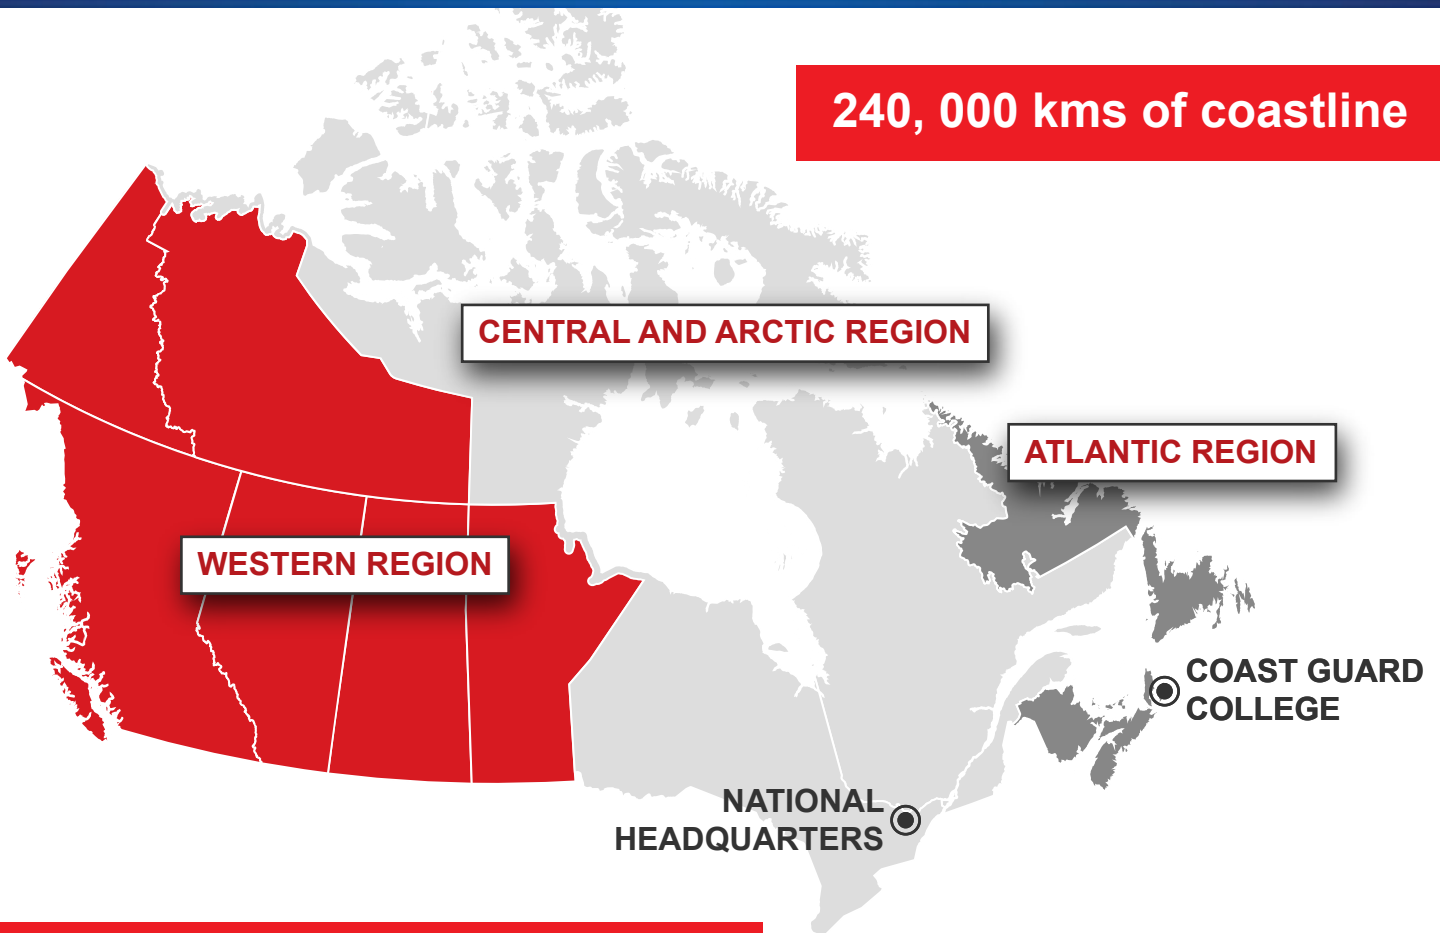 240, 000 kms of coastline
CENTRAL AND ARCTIC REGION
ATLANTIC REGION
WESTERN REGION
COAST GUARD
COLLEGE
NATIONAL
HEADQUARTERS